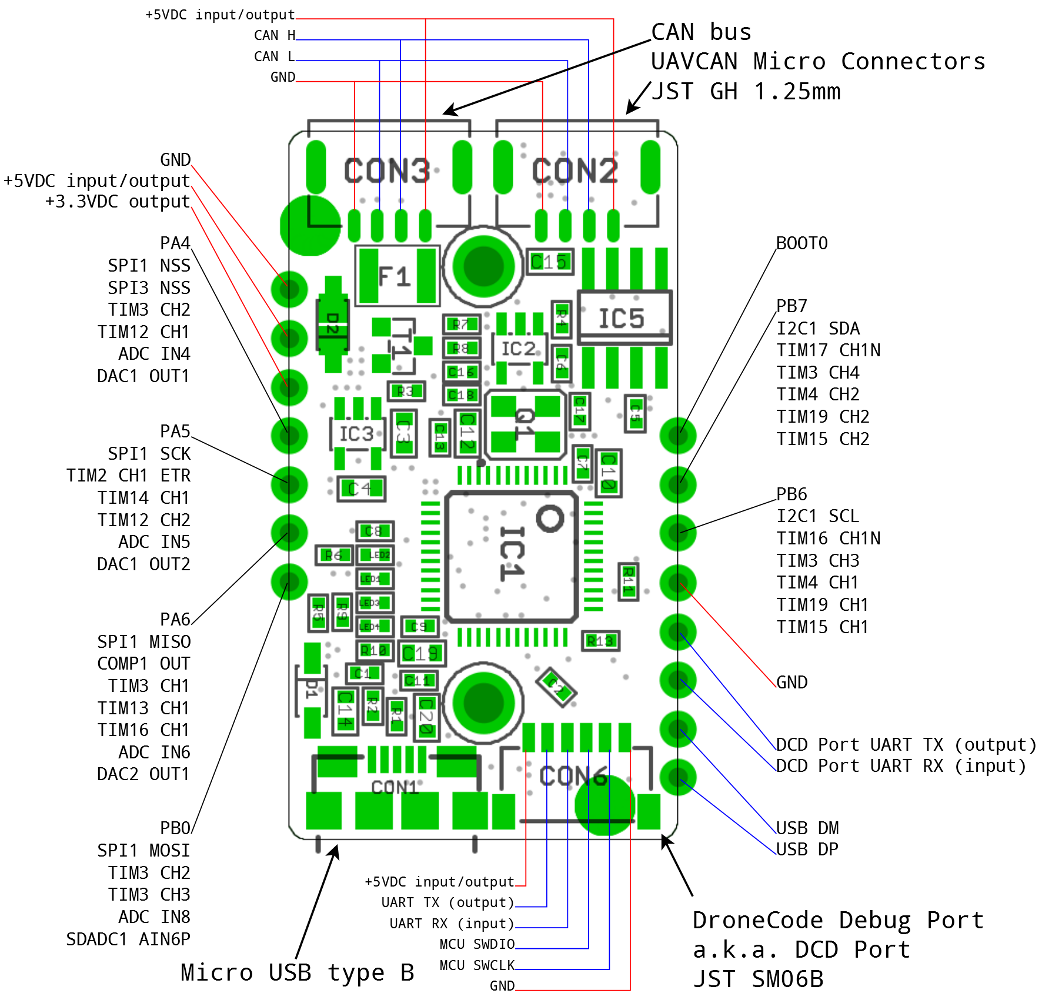 +5VDC input/output
CAN H
CAN L
GND
CAN bus
UAVCAN Micro Connectors
JST GH 1.25mm
GND
+5VDC input/output
+3.3VDC output
PA4
SPI1 NSS
SPI3 NSS
TIM3 CH2
TIM12 CH1
ADC IN4
DAC1 OUT1
PA5
SPI1 SCK
TIM2 CH1 ETR
TIM14 CH1
TIM12 CH2
ADC IN5
DAC1 OUT2
PA6
SPI1 MISO
COMP1 OUT
TIM3 CH1
TIM13 CH1
TIM16 CH1
ADC IN6
DAC2 OUT1
PB0
SPI1 MOSI
TIM3 CH2
TIM3 CH3
ADC IN8
SDADC1 AIN6P
CON3
CON2
F1
C15
D2
T1
R7
R8
C16
C18
R4
IC2
C6
IC5
R3
IC3
C3
C13
C12
Q1
C17
C5
C4
C7
C10
C8
R6
LED2
LED1
LED3
LED4
R5
R9
IC1
R11
C9
R10
C19
R13
C1
C11
D1
C14
R2
R1
C20
C2
CON1
CON6
BOOT0
PB7
I2C1 SDA
TIM17 CH1N
TIM3 CH4
TIM4 CH2
TIM19 CH2
TIM15 CH2
PB6
I2C1 SCL
TIM16 CH1N
TIM3 CH3
TIM4 CH1
TIM19 CH1
TIM15 CH1
GND
DCD Port UART TX (output)
DCD Port UART RX (input)
USB DM
USB DP
+5VDC input/output
UART TX (output)
UART RX (input)
MCU SWDIO
MCU SWCLK
GND
Micro USB type B
DroneCode Debug Port
a.k.a. DCD Port
JST SM06B